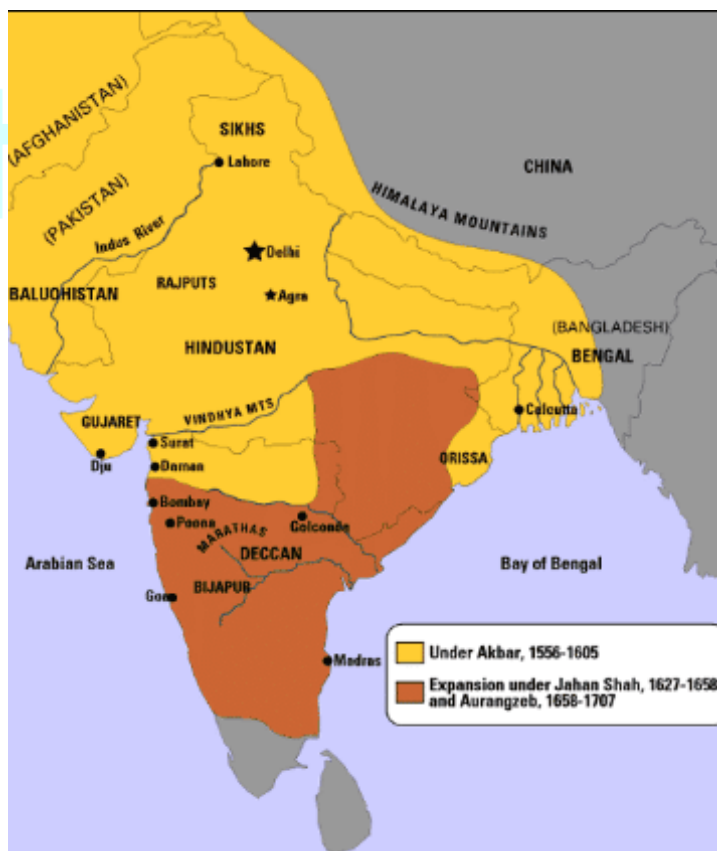 SIKHS
Lahore
(AFGHANISTAN)
CHINA
HIMALAYA MOUNTAINS
(PAKISTAN)
Indus River
Delhi
RAJPUTS
BALUOHISTAN
Agra
(BANGLADESH)
HINDUSTAN
BENGAL
VINDHYA MTS
GUJARET
Calcutta
Surat
Dju
Daman
ORISSA
Bombay
Poona
MARATHAS
Golconda
DECCAN
Arabian Sea
Bay of Bengal
BIJAPUR
Goa
Under Akbar, 1556-1605
Madras
Expansion under Jahan Shah, 1627-1658
and Aurangzeb, 1658-1707